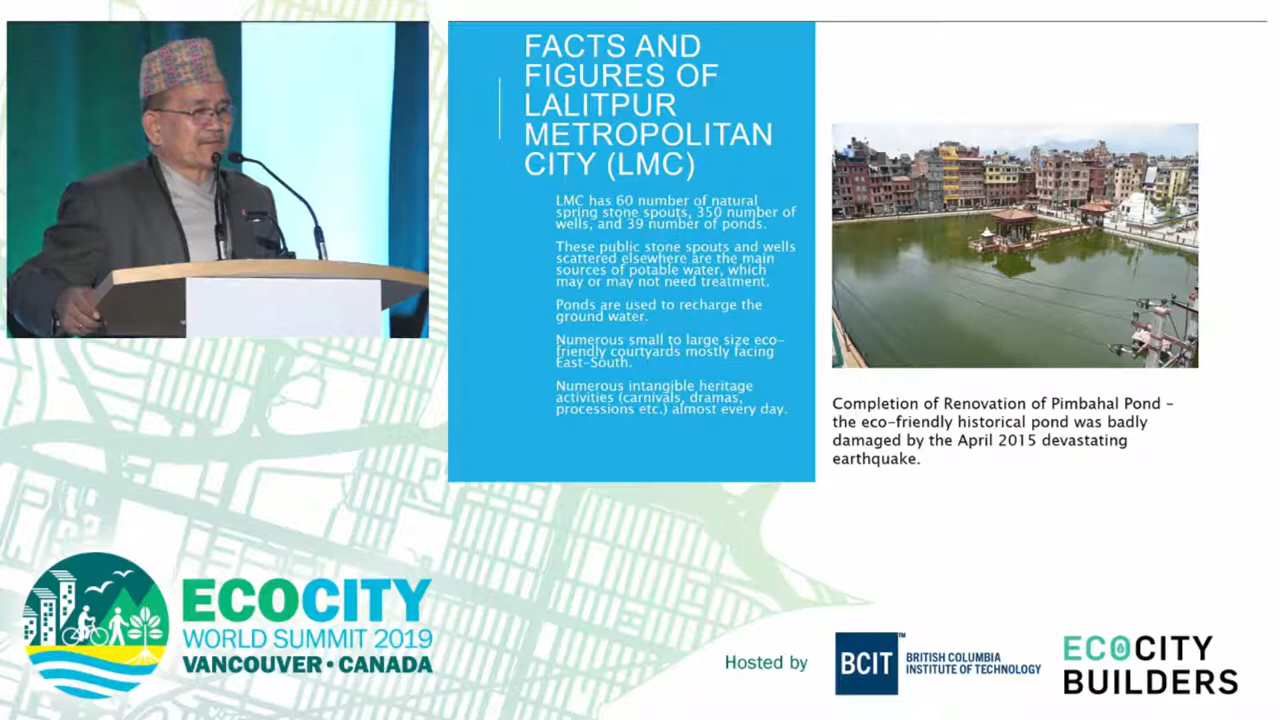 FACTS AND
FIGURES OF
LALITPUR
METROPOLITAN
CITY (LMC)
LMC has 60 number of natural
spring stone spouts, 350 number of
wells, and 39 number of ponds.
These public stone spouts and wells
scattered elsewhere are the main
sources of potable water, which
may or may not need treatment.
Ponds are used to recharge the
ground water.
Numerous small to large size eco-
friendly courtyards mostly facing
East-South.
Numerous intangible heritage
activities (carnivals, dramas,
processions etc.) almost every day.
Completion of Renovation of Pimbahal Pond –
the eco-friendly historical pond was badly
damaged by the April 2015 devastating
earthquake.
ECOCITY
WORLD SUMMIT 2019
VANCOUVER • CANADA
Hosted by
BCIT™
BRITISH COLUMBIA
INSTITUTE OF TECHNOLOGY
ECOCITY
BUILDERS